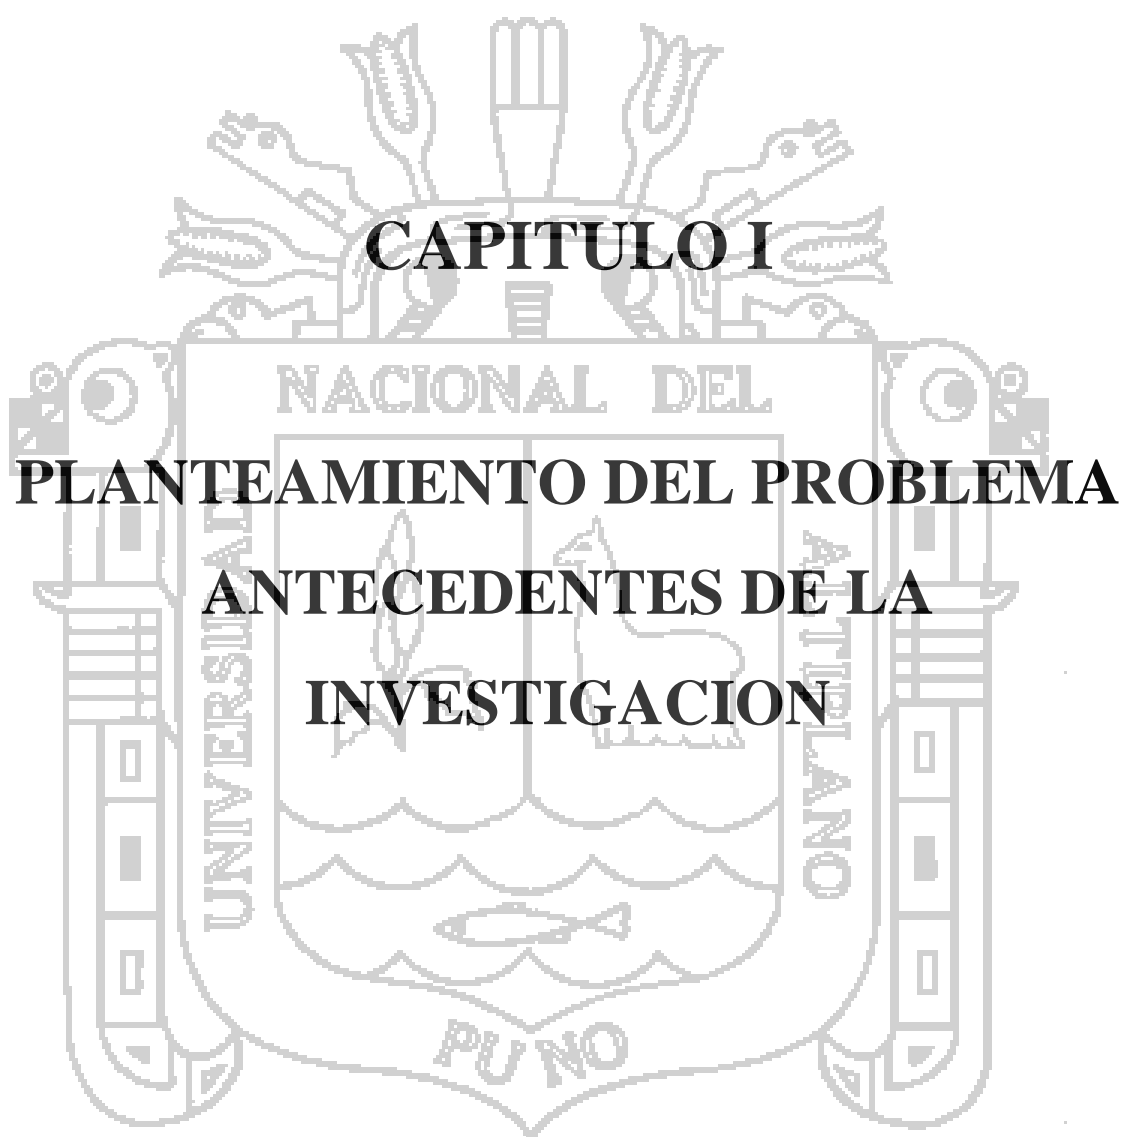 CAPITULO I
NACIONAL DEL
PLANTEAMIENTO DEL PROBLEMA
ANTECEDENTES DE LA
INVESTIGACION
UNIVERSIDAD
ALTIPLANO
PUNO